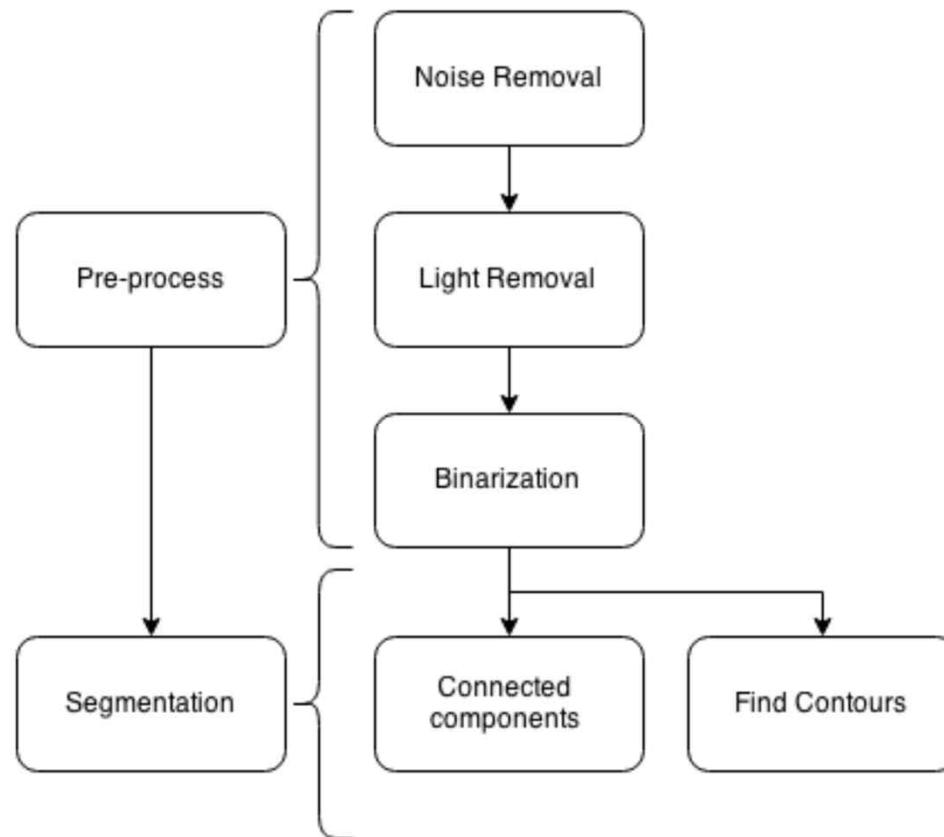 Noise Removal
Pre-process
Light Removal
Binarization
Segmentation
Connected
components
Find Contours